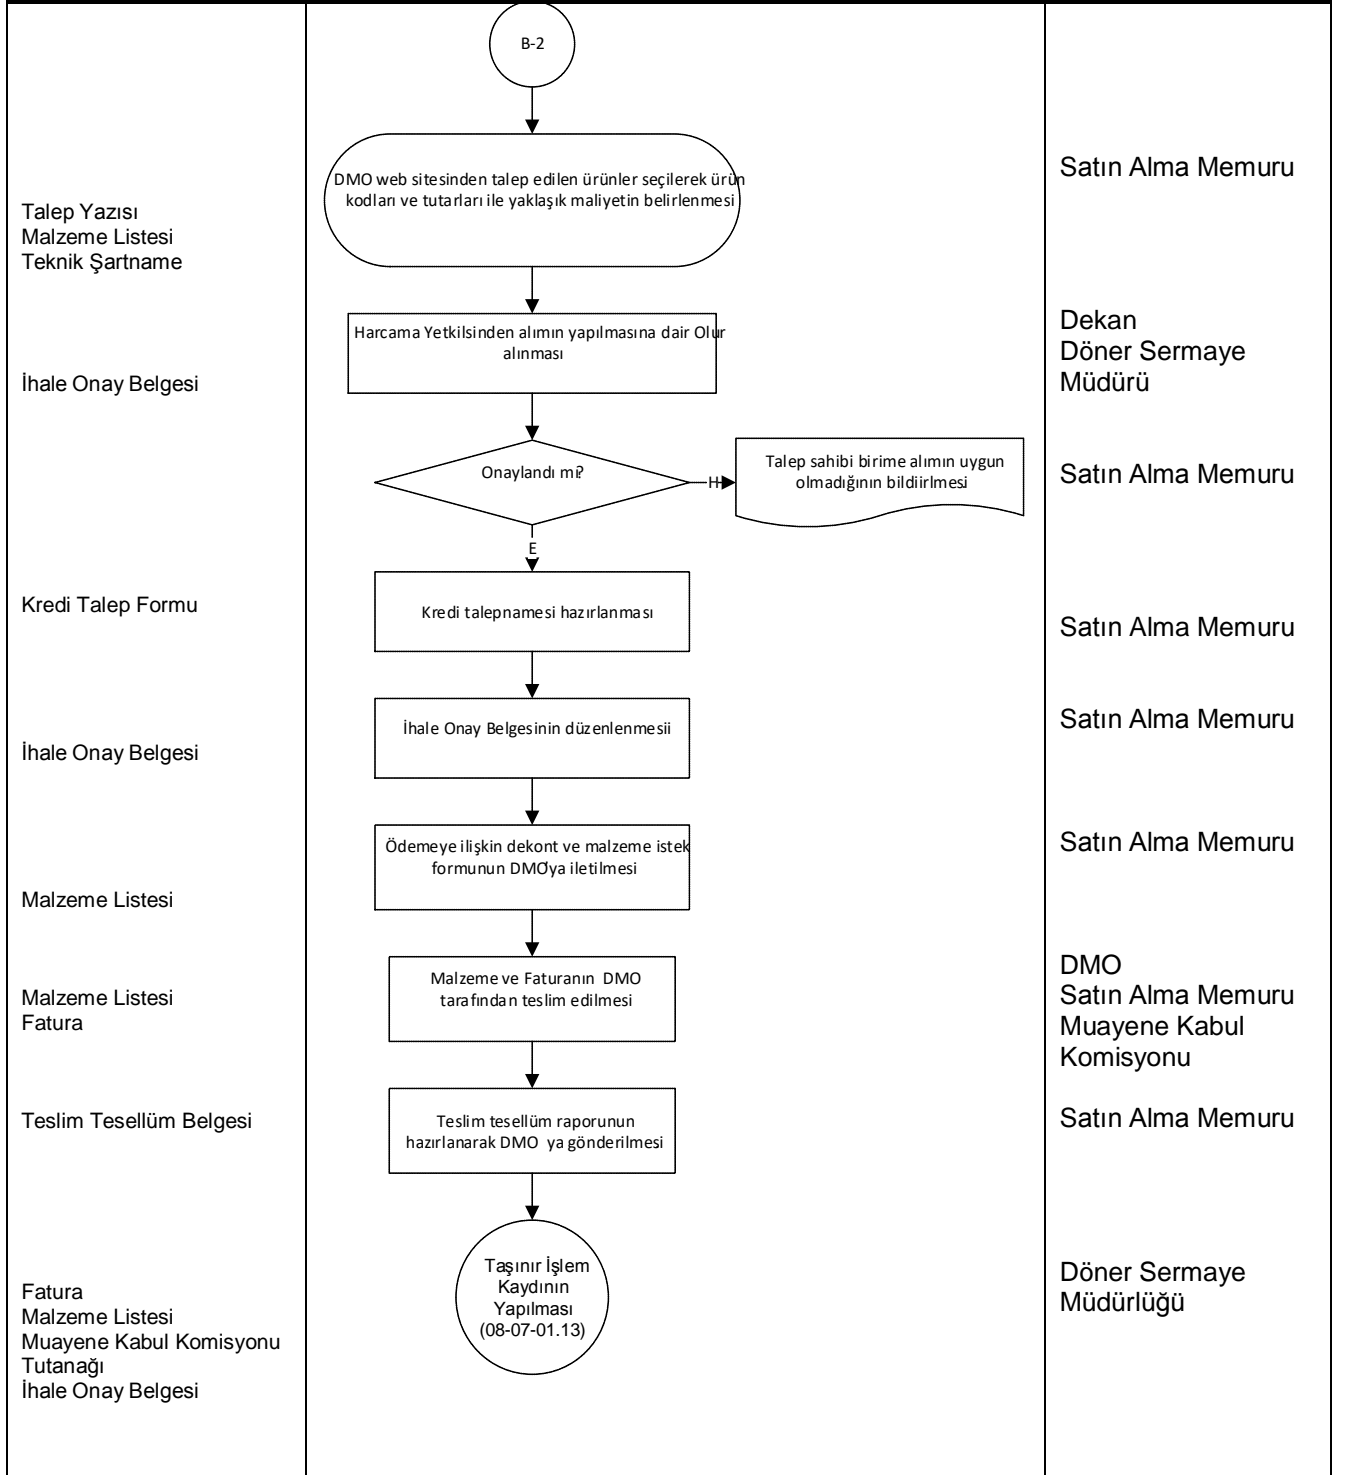 B-2
DMO web sitesinden talep edilen ürünler seçilerek ürün
kodları ve tutarları ile yaklaşık maliyetin belirlenmesi
Satın Alma Memuru
Talep Yazısı
Malzeme Listesi
Teknik Şartname
Harcama Yetkilsinden alımın yapılmasına dair Olur
alınması
Dekan
Döner Sermaye
Müdürü
İhale Onay Belgesi
Onaylandı mı?
H
Talep sahibi birime alımın uygun
olmadığının bildiirlmesi
Satın Alma Memuru
E
Kredi Talep Formu
Kredi talepnamesi hazırlanması
Satın Alma Memuru
İhale Onay Belgesinin düzenlenmesii
Satın Alma Memuru
İhale Onay Belgesi
Ödemeye ilişkin dekont ve malzeme istek
formunun DMO'ya iletilmesi
Satın Alma Memuru
Malzeme Listesi
Malzeme ve Faturanın DMO
tarafından teslim edilmesi
Malzeme Listesi
Fatura
DMO
Satın Alma Memuru
Muayene Kabul
Komisyonu
Teslim Tesellüm Belgesi
Teslim tesellüm raporunun
hazırlanarak DMO ya gönderilmesi
Satın Alma Memuru
Taşınır İşlem
Kaydının
Yapılması
(08-07-01.13)
Döner Sermaye
Müdürlüğü
Fatura
Malzeme Listesi
Muayene Kabul Komisyonu
Tutanağı
İhale Onay Belgesi